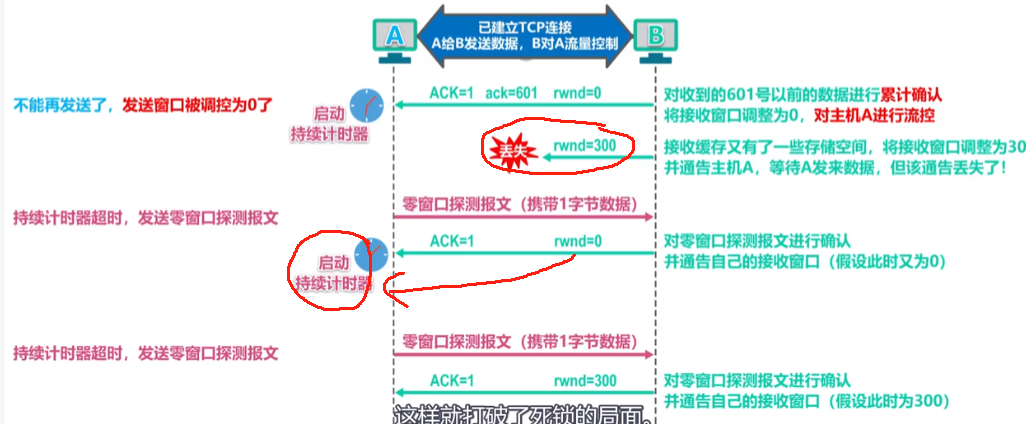 A
已建立TCP连接
A给B发送数据，B对A流量控制
B
不能再发送了，发送窗口被调控为0了
启动
持续计时器
ACK=1 ack=601 rwnd=0
对收到的601号以前的数据进行累计确认
将接收窗口调整为0，对主机A进行流控
丢失
rwnd=300
接收缓存又有了一些存储空间，将接收窗口调整为30
并通告主机A，等待A发来数据，但该通告丢失了！
持续计时器超时，发送零窗口探测报文
零窗口探测报文（携带1字节数据）
ACK=1 rwnd=0
对零窗口探测报文进行确认
并通告自己的接收窗口（假设此时又为0）
启动
持续计时器
持续计时器超时，发送零窗口探测报文
零窗口探测报文（携带1字节数据）
ACK=1 rwnd=300
对零窗口探测报文进行确认
并通告自己的接收窗口（假设此时为300）
这样就打破了死锁的局面。